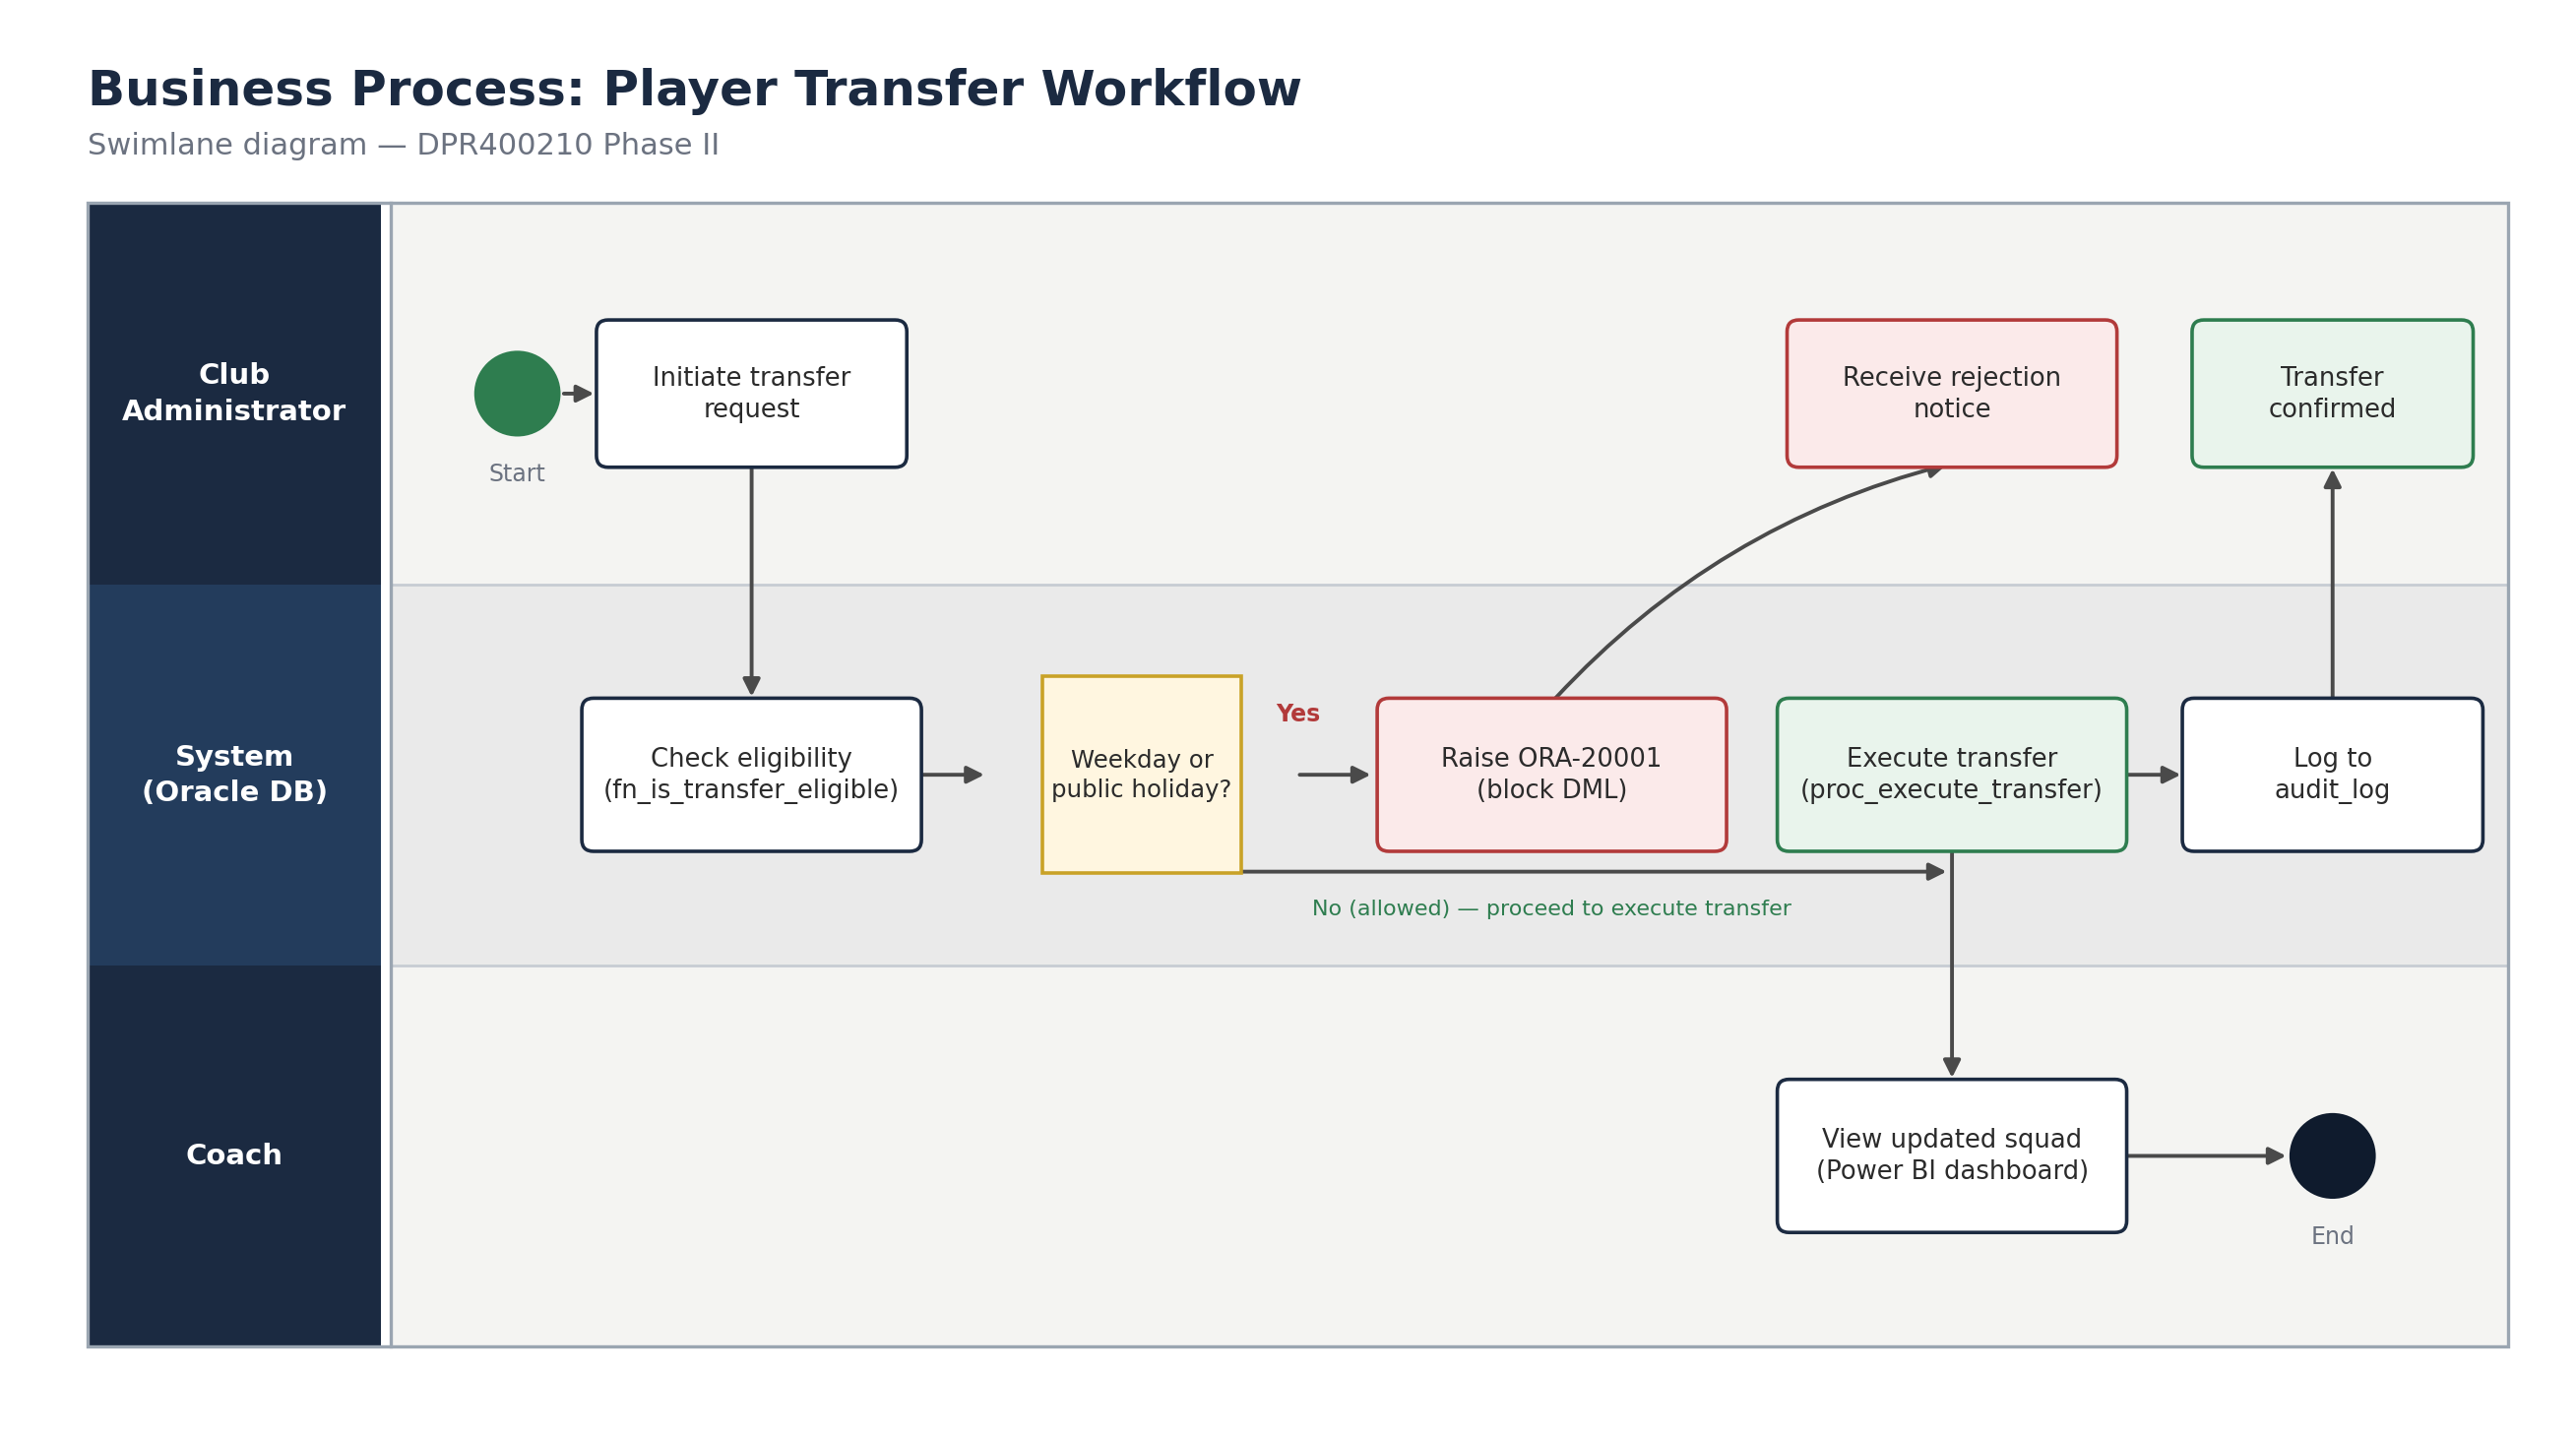 Business Process: Player Transfer Workflow
Swimlane diagram — DPR400210 Phase II
Club
Administrator
Start
Initiate transfer
request
Receive rejection
notice
Transfer
confirmed
System
(Oracle DB)
Check eligibility
(fn_is_transfer_eligible)
Weekday or
public holiday?
Yes
Raise ORA-20001
(block DML)
Execute transfer
(proc_execute_transfer)
Log to
audit_log
No (allowed) — proceed to execute transfer
Coach
View updated squad
(Power BI dashboard)
End